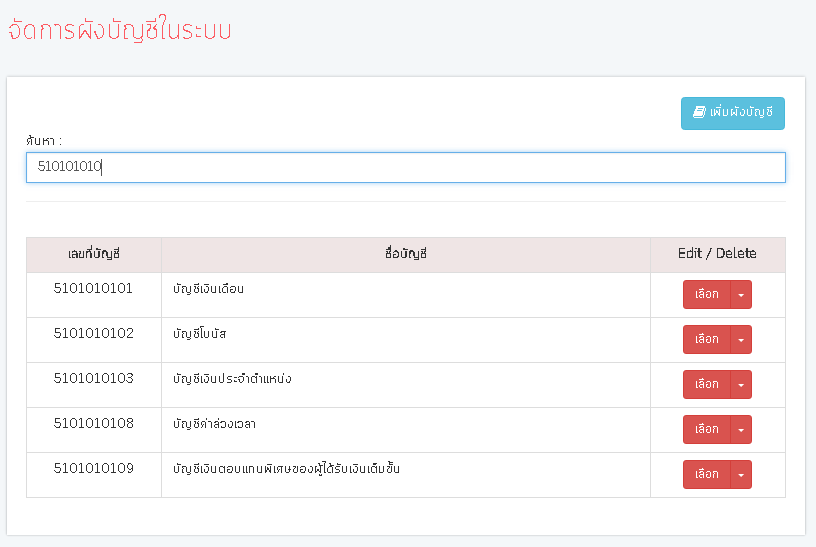 จัดการผังบัญชีในระบบ
เพิ่มผังบัญชี
ค้นหา :
510101010
เลขที่บัญชี ชื่อบัญชี Edit / Delete
5101010101 บัญชีเงินเดือน เลือก
5101010102 บัญชีโบนัส เลือก
5101010103 บัญชีเงินประจำตำแหน่ง เลือก
5101010108 บัญชีค่าล่วงเวลา เลือก
5101010109 บัญชีเงินตอบแทนพิเศษของผู้ได้รับเงินเต็มขั้น เลือก